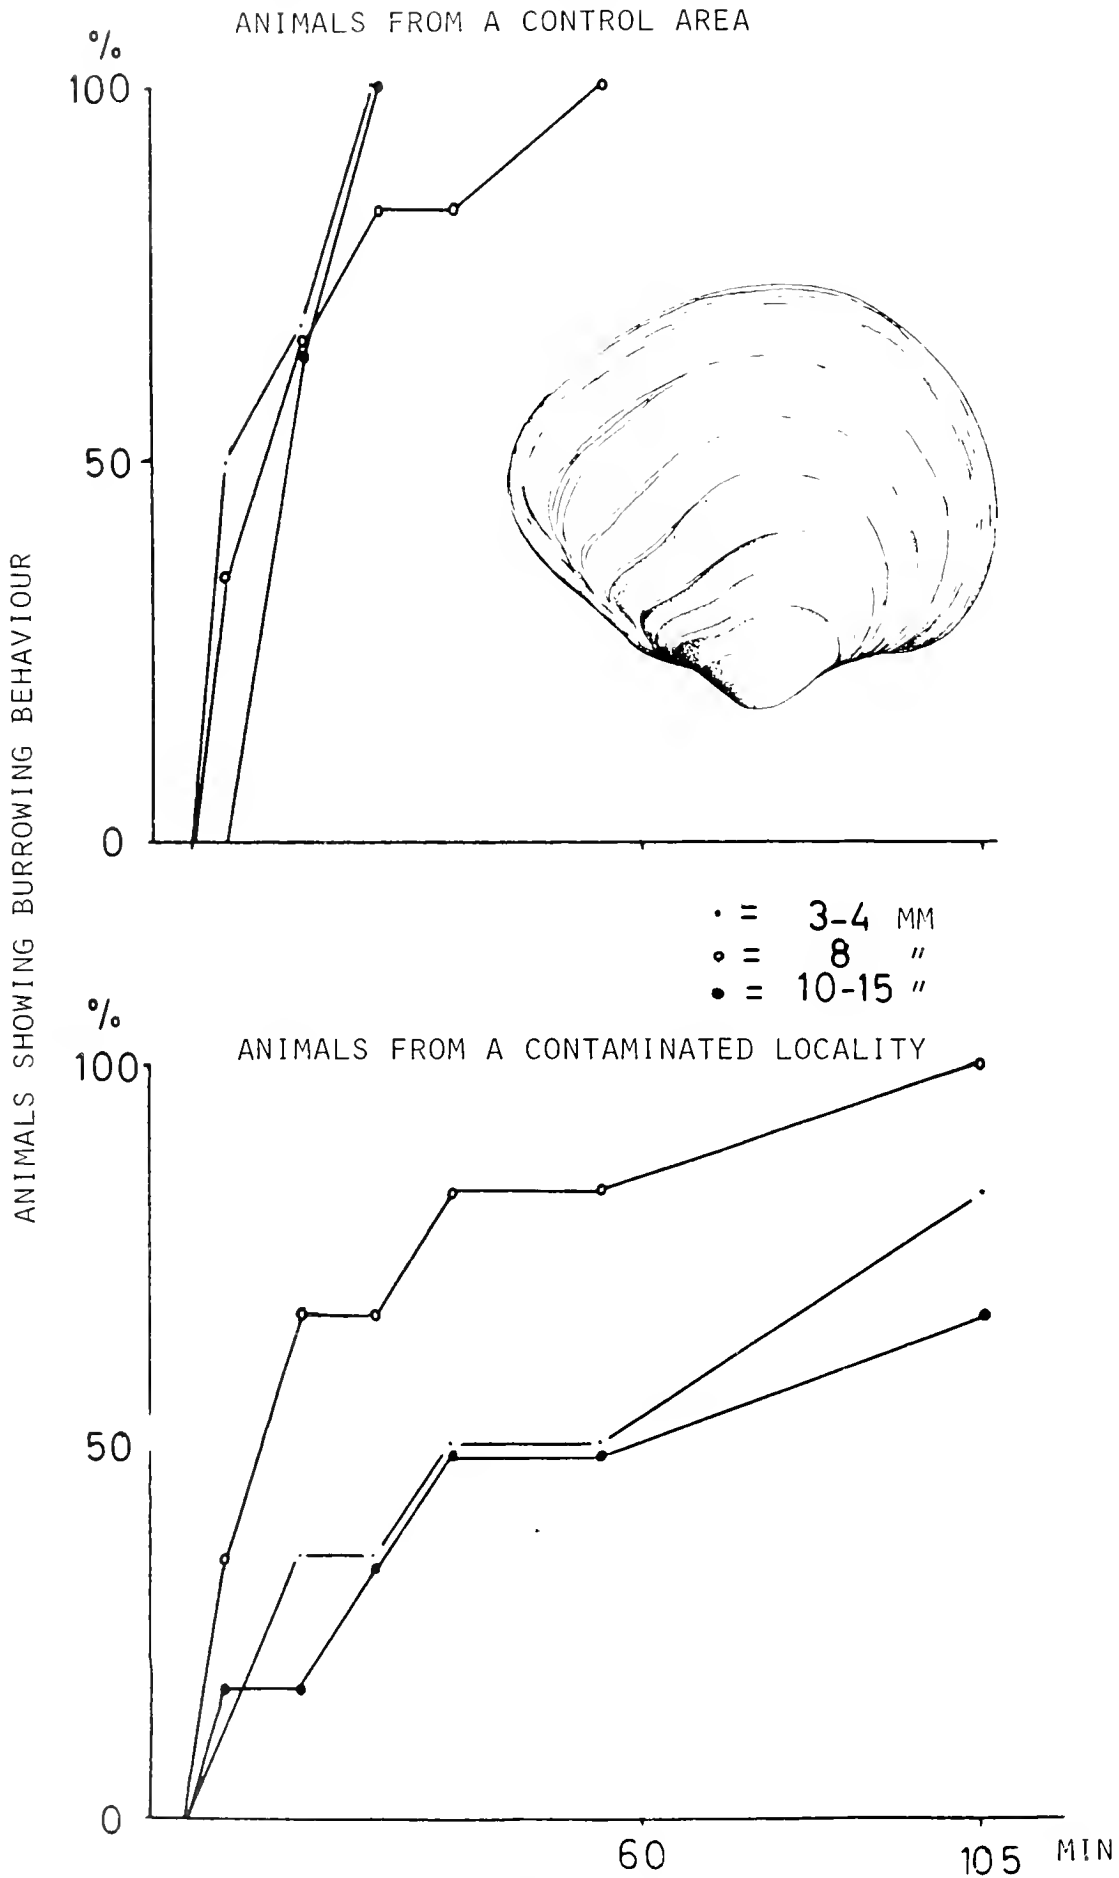 ANIMALS FROM A CONTROL AREA
%
100
50
0
ANIMALS SHOWING BURROWING BEHAVIOUR
· = 3-4 MM
o = 8 "
● = 10-15 "
%
ANIMALS FROM A CONTAMINATED LOCALITY
100
50
0
60
105 MIN